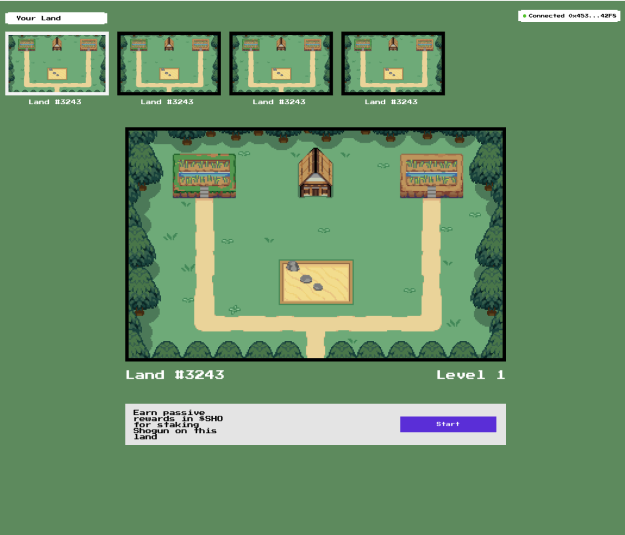 Your Land
Connected 0x453...42F5
Land #3243
Land #3243
Land #3243
Land #3243
Land #3243
Level 1
Earn passive
rewards in $SHO
for staking
Shogun on this
land
Start